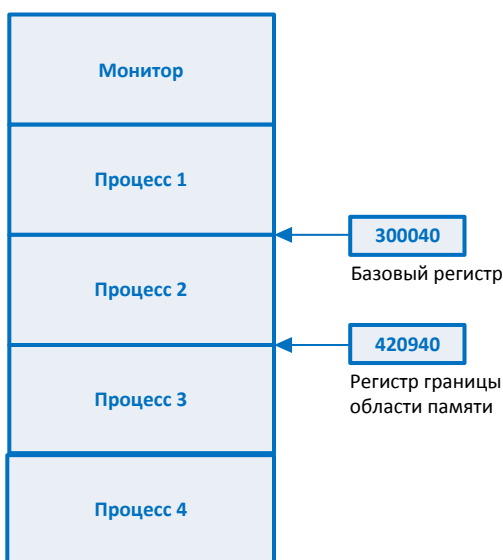 Монитор
Процесс 1
300040
Базовый регистр
Процесс 2
420940
Регистр границы
области памяти
Процесс 3
Процесс 4